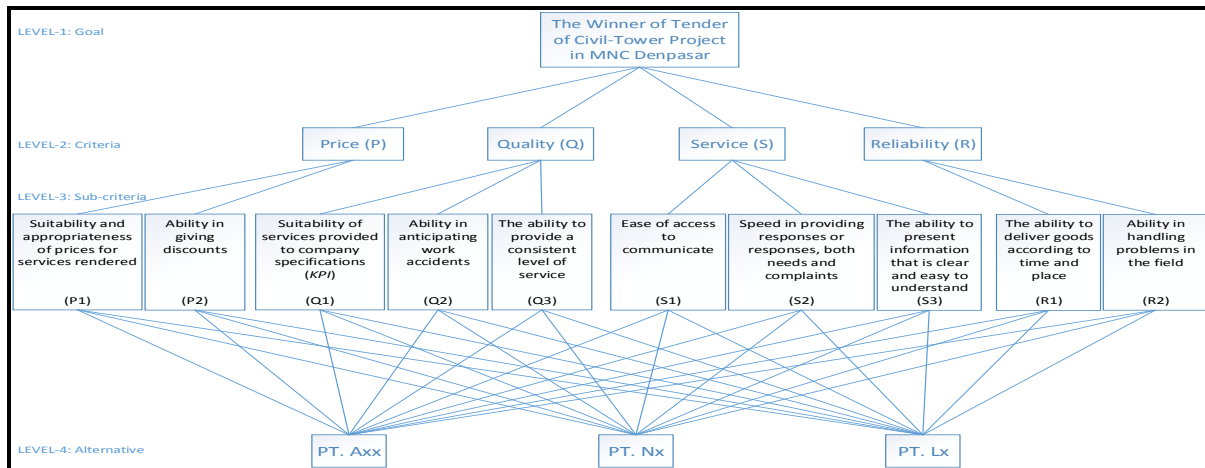 LEVEL-1: Goal
The Winner of Tender
of Civil-Tower Project
in MNC Denpasar
LEVEL-2: Criteria
Price (P)
Quality (Q)
Service (S)
Reliability (R)
LEVEL-3: Sub-criteria
Suitability and
appropriateness
of prices for
services rendered
(P1)
Ability in
giving
discounts
(P2)
Suitability of
services provided
to company
specifications
(KPI)
(Q1)
Ability in
anticipating
work
accidents
(Q2)
The ability to
provide a
consistent
level of
service
(Q3)
Ease of access
to
communicate
(S1)
Speed in providing
responses or
responses, both
needs and
complaints
(S2)
The ability to
present
information
that is clear
and easy to
understand
(S3)
The ability to
deliver goods
according to
time and
place
(R1)
Ability in
handling
problems in
the field
(R2)
LEVEL-4: Alternative
PT. Axx
PT. Nx
PT. Lx